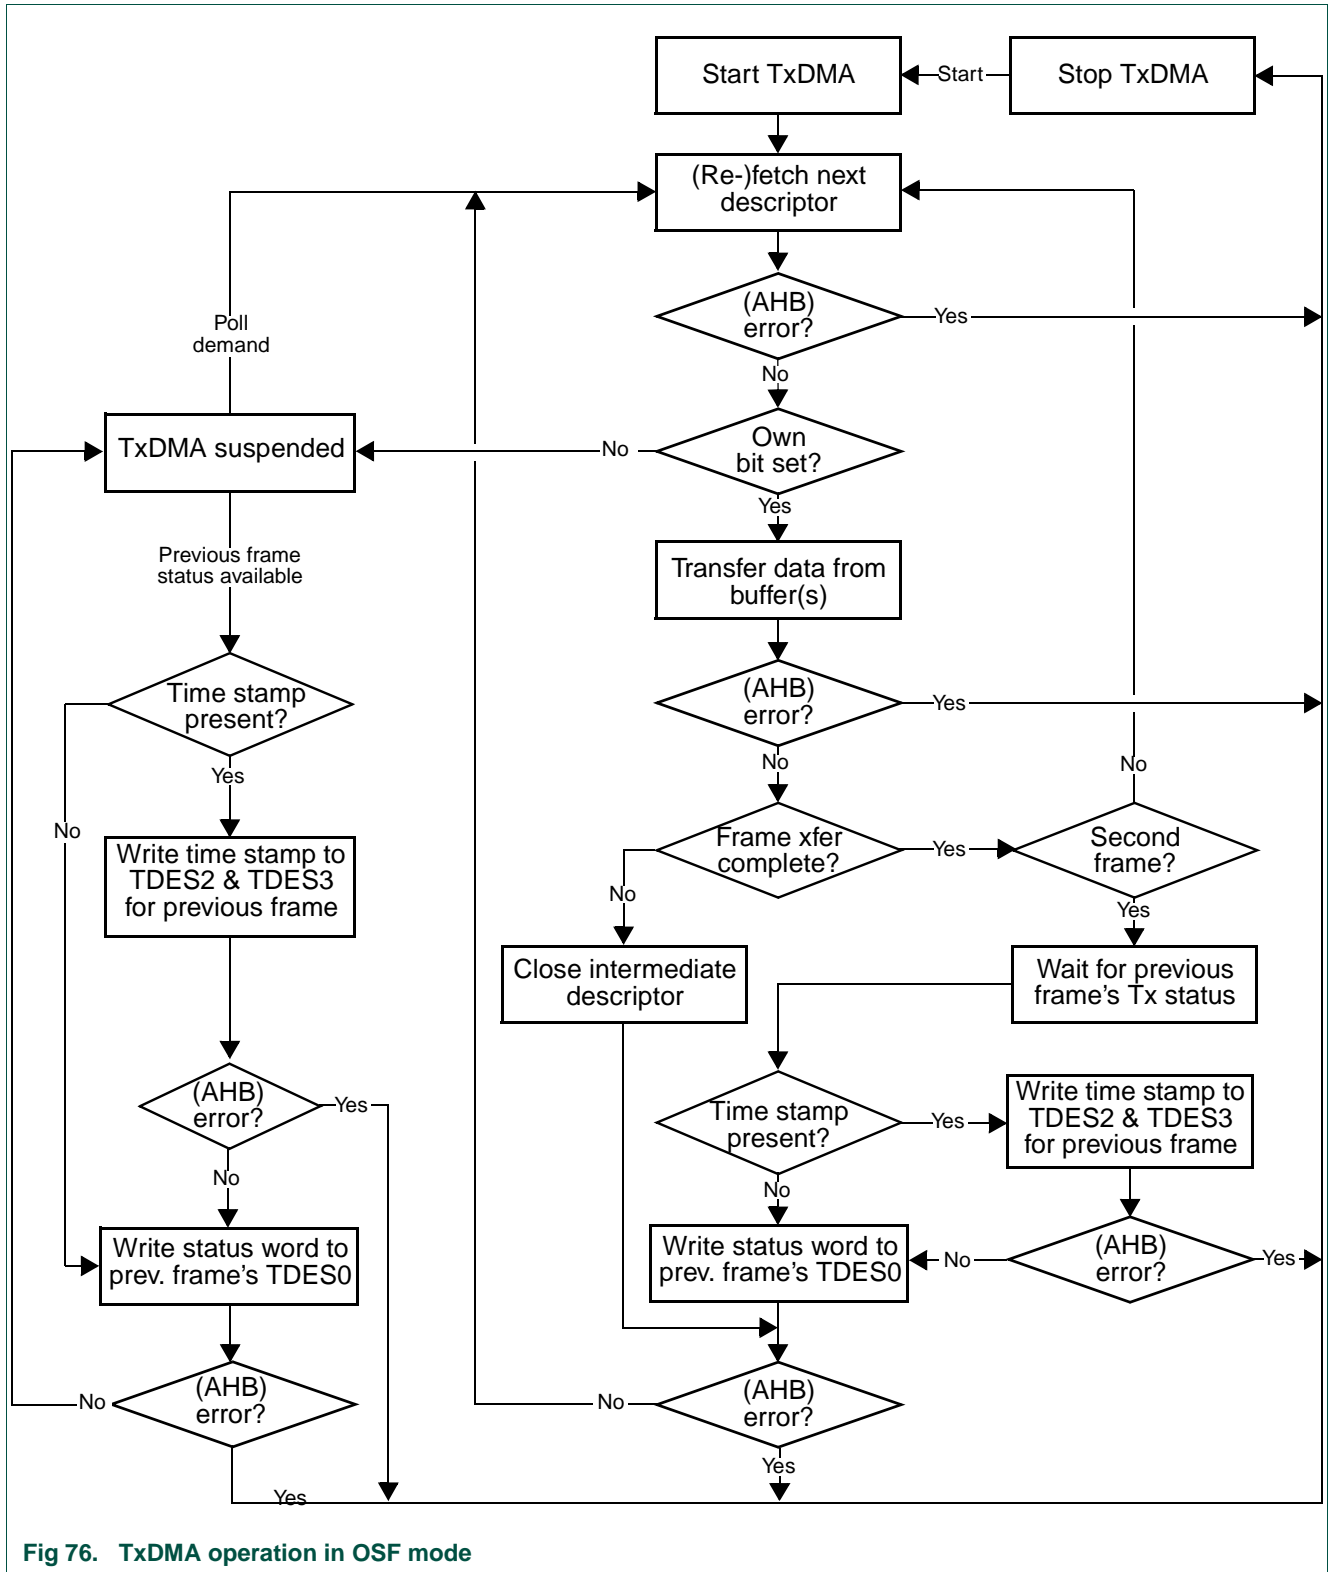 Start TxDMA
Start
Stop TxDMA
(Re-)fetch next
descriptor
(AHB)
error?
Yes
No
Poll
demand
TxDMA suspended
No
Own
bit set?
Yes
Previous frame
status available
Transfer data from
buffer(s)
Time stamp
present?
(AHB)
error?
Yes
No
No
Yes
No
Frame xfer
complete?
Yes
Second
frame?
Write time stamp to
TDES2 & TDES3
for previous frame
No
Yes
Close intermediate
descriptor
Wait for previous
frame's Tx status
(AHB)
error?
Yes
No
Time stamp
present?
Yes
Write time stamp to
TDES2 & TDES3
for previous frame
No
Write status word to
prev. frame's TDES0
Write status word to
prev. frame's TDES0
No
(AHB)
error?
Yes
No
(AHB)
error?
Yes
No
(AHB)
error?
Yes
Fig 76. TxDMA operation in OSF mode